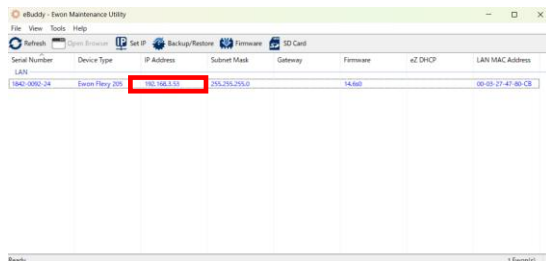 eBuddy - Ewon Maintenance Utility
File View Tools Help
Refresh Open Browser Set IP Backup/Restore Firmware SD Card
Serial Number Device Type IP Address Subnet Mask Gateway Firmware eZ DHCP LAN MAC Address
LAN
1842-0092-24 Ewon Flexy 205 192.168.3.53 255.255.255.0 14.6s0 00-03-27-47-80-CB
Ready 1 Ewon(s)